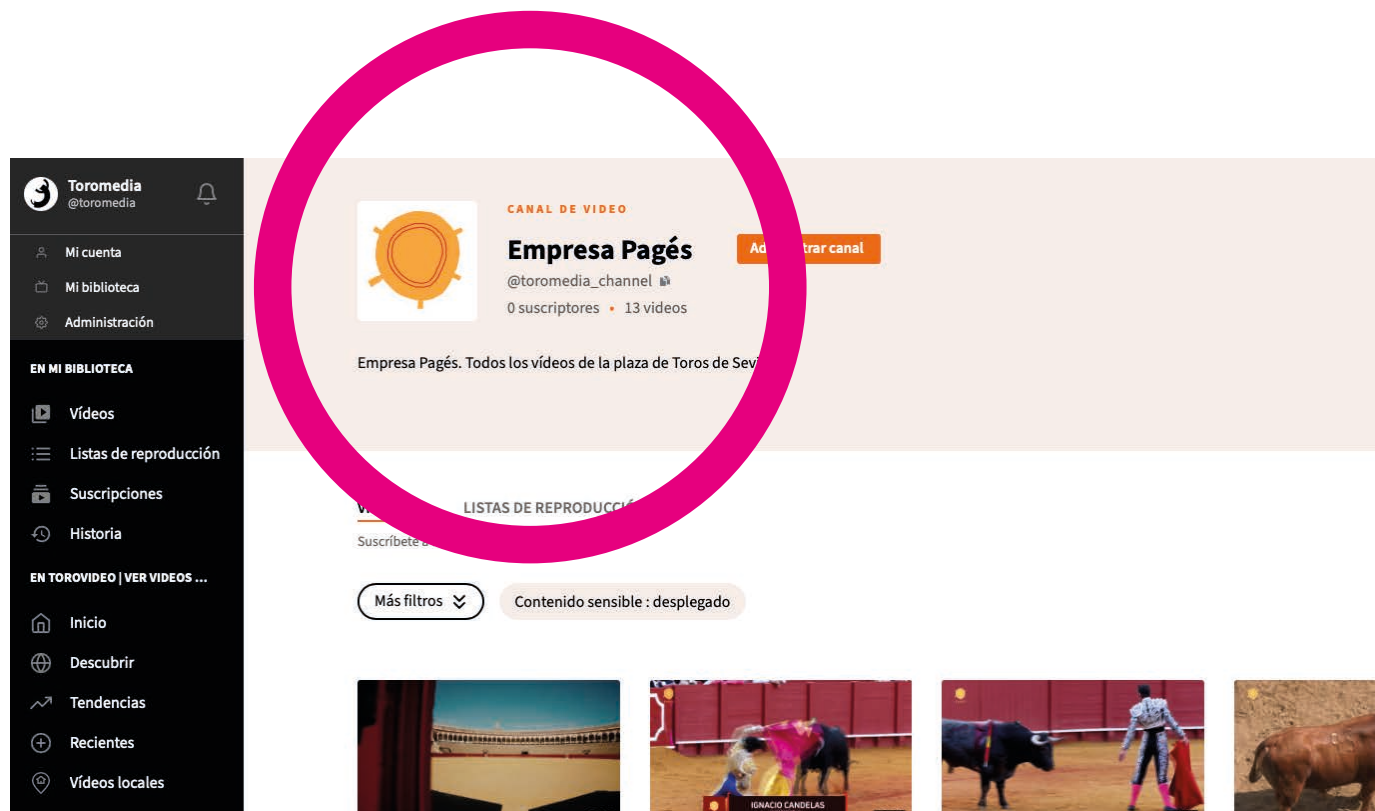 Toromedia
@toromedia
Mi cuenta
Mi biblioteca
Administración
EN MI BIBLIOTECA
Vídeos
Listas de reproducción
Suscripciones
Historia
EN TOROVIDEO | VER VIDEOS ...
Inicio
Descubrir
Tendencias
Recientes
Vídeos locales
CANAL DE VIDEO
Empresa Pagés
canal
@toromedia_channel
0 suscriptores • 13 videos
Empresa Pagés. Todos los vídeos de la plaza de Toros de
LISTAS DE
Suscríbete
Más filtros
Contenido sensible : desplegado
IGNACIO CANDELAS